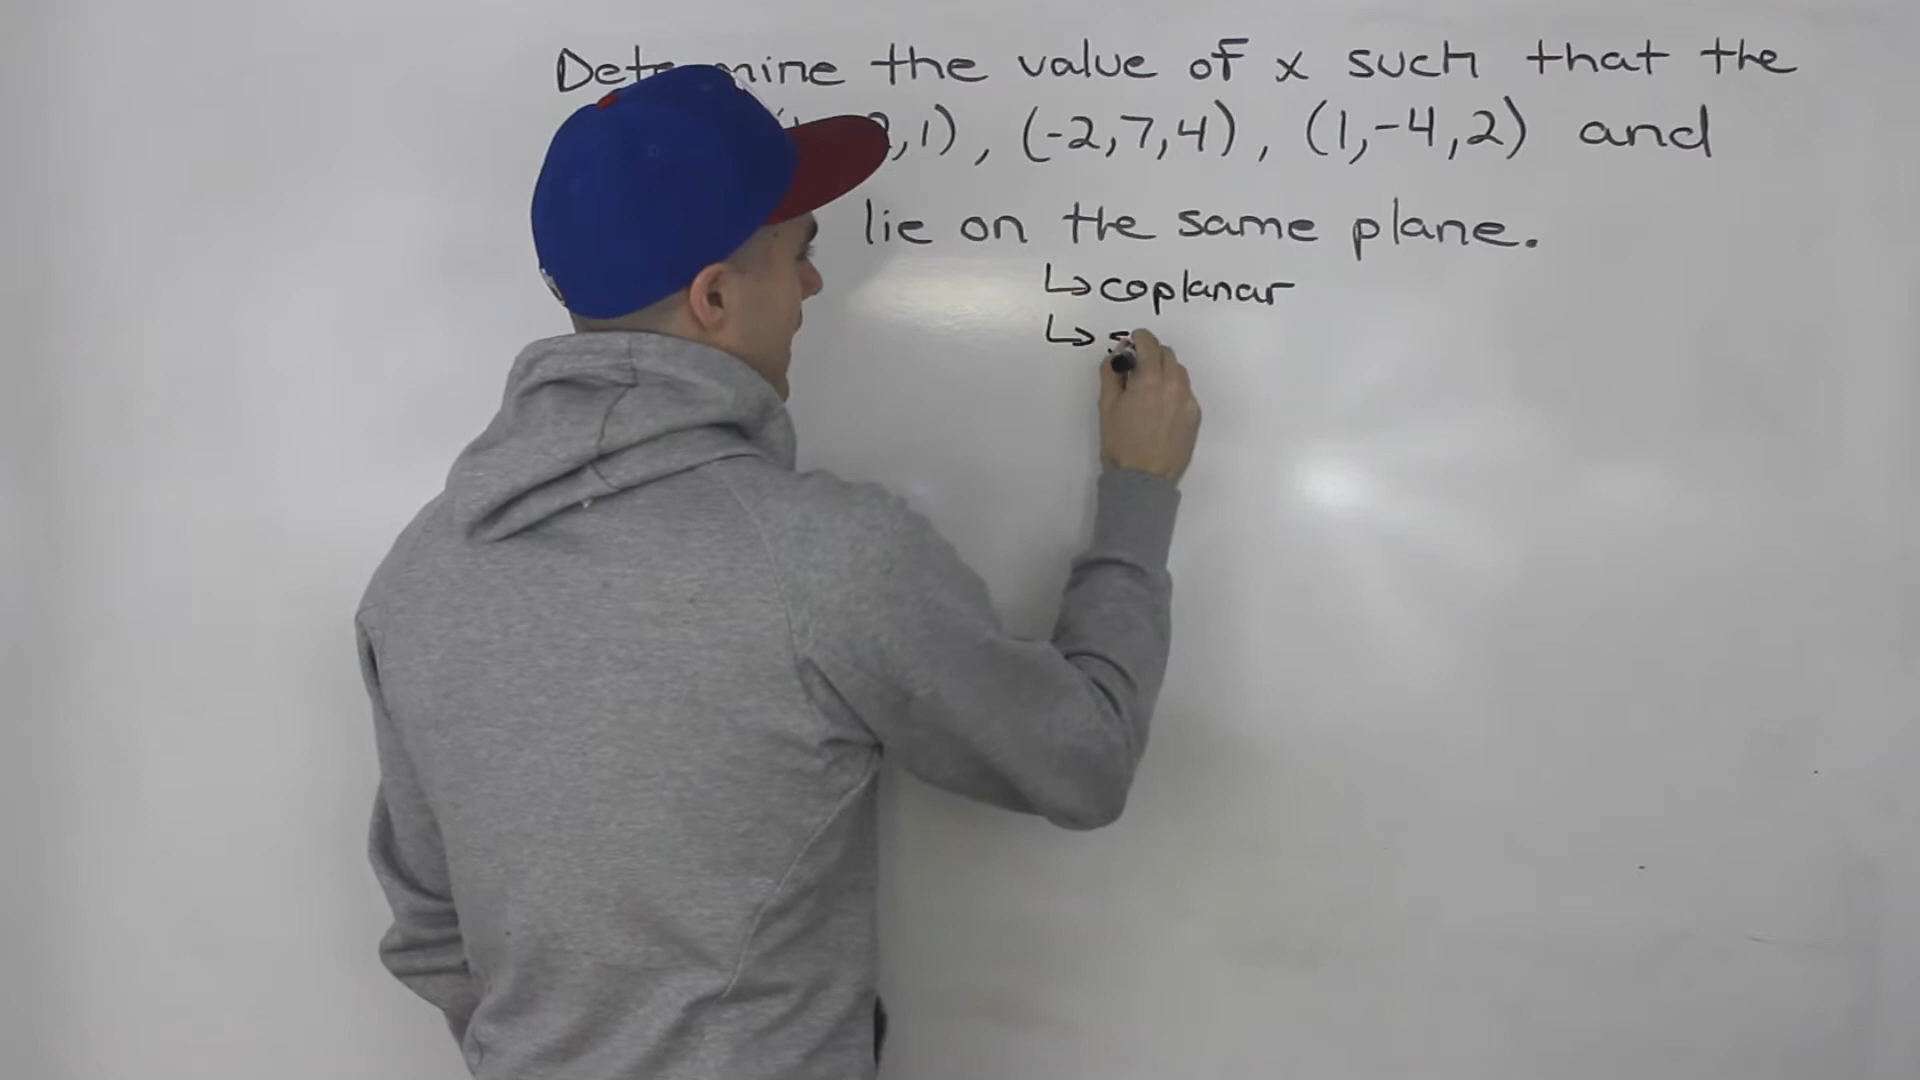 Determine the value of x such that the
,1), (-2,7,4), (1,-4,2) and
lie on the same plane.
↳ coplanar
↳ s